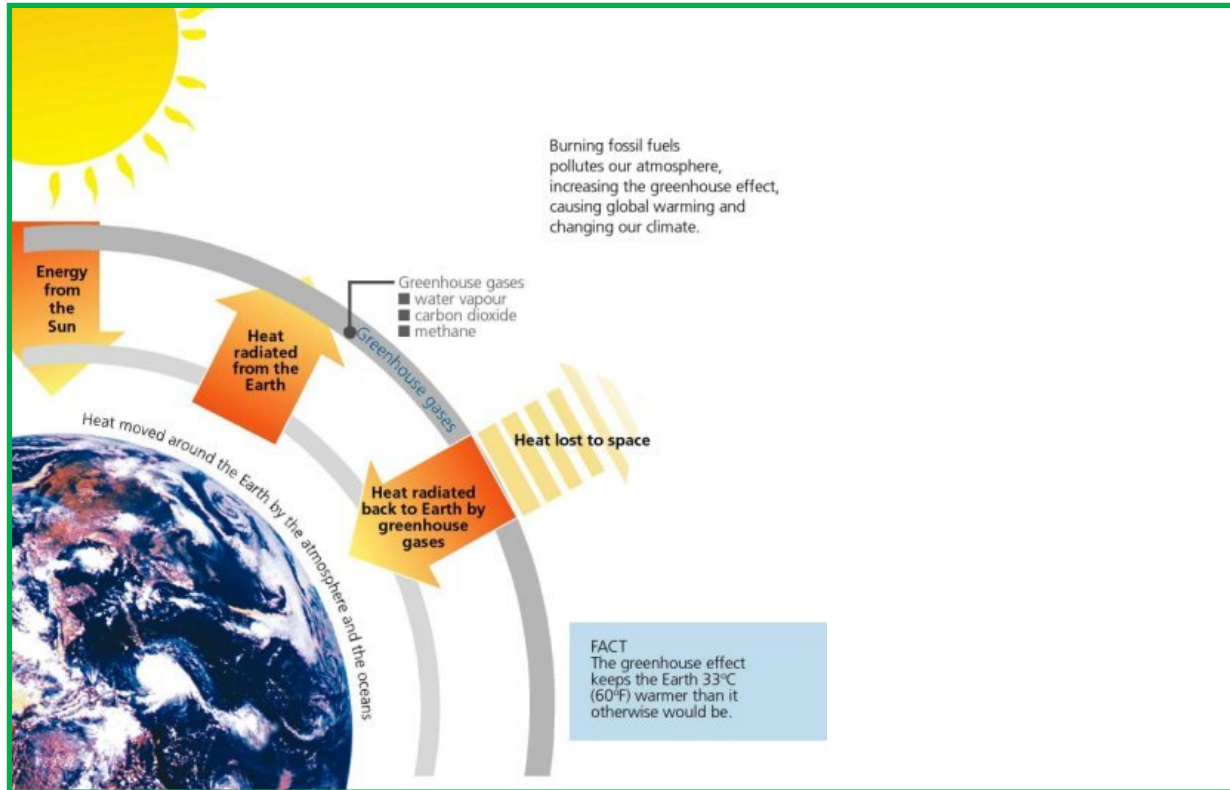 Burning fossil fuels
pollutes our atmosphere,
increasing the greenhouse effect,
causing global warming and
changing our climate.
Energy
from
the
Sun
Heat
radiated
from the
Earth
Greenhouse gases
■ water vapour
■ carbon dioxide
■ methane
Greenhouse gases
Heat lost to space
Heat radiated
back to Earth by
greenhouse
gases
Heat moved around the Earth by the atmosphere and the oceans
FACT
The greenhouse effect
keeps the Earth 33ºC
(60ºF) warmer than it
otherwise would be.